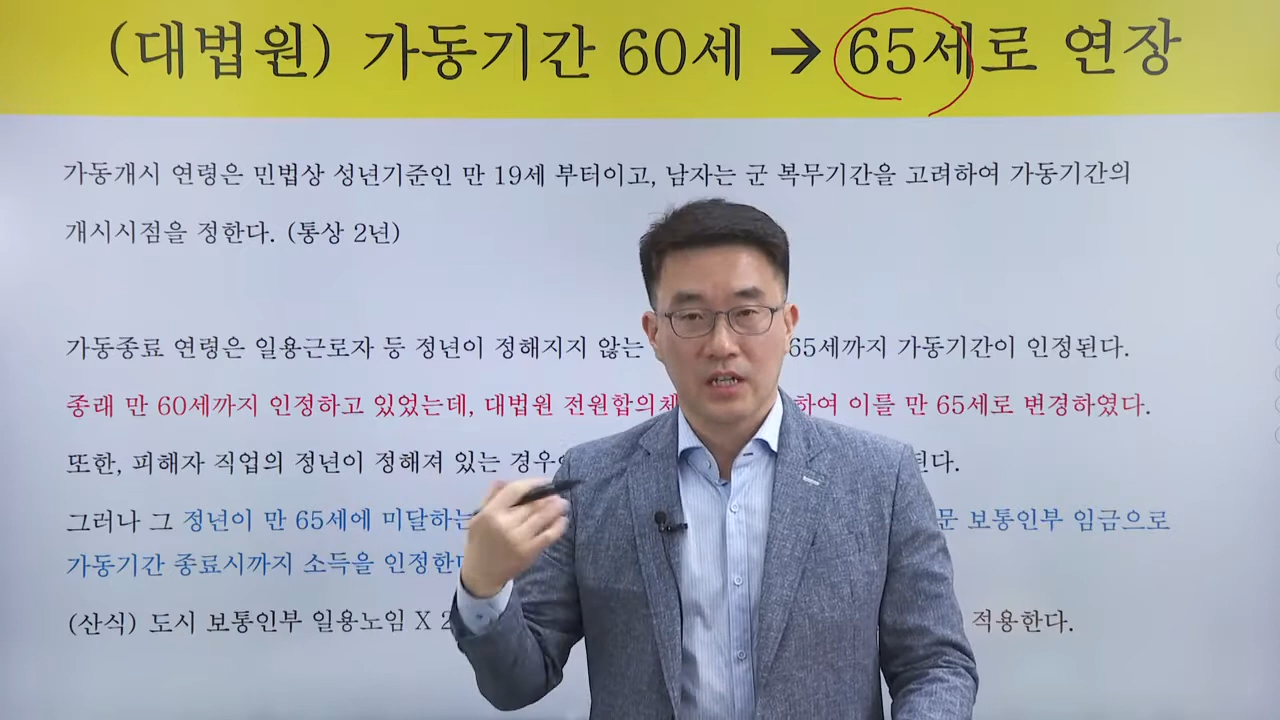 (대법원) 가동기간 60세 → 65세로 연장
가동개시 연령은 민법상 성년기준인 만 19세 부터이고, 남자는 군 복무기간을 고려하여 가동기간의
개시시점을 정한다. (통상 2년)
가동종료 연령은 일용근로자 등 정년이 정해지지 않는 65세까지 가동기간이 인정된다.
종래 만 60세까지 인정하고 있었는데, 대법원 전원합의체 하여 이를 만 65세로 변경하였다.
또한, 피해자 직업의 정년이 정해져 있는
그러나 그 정년이 만 65세에 미달하는 보통인부 임금으로
가동기간 종료시까지 소득을 인정한다
(산식) 도시 보통인부 일용노임 X 2 적용한다.